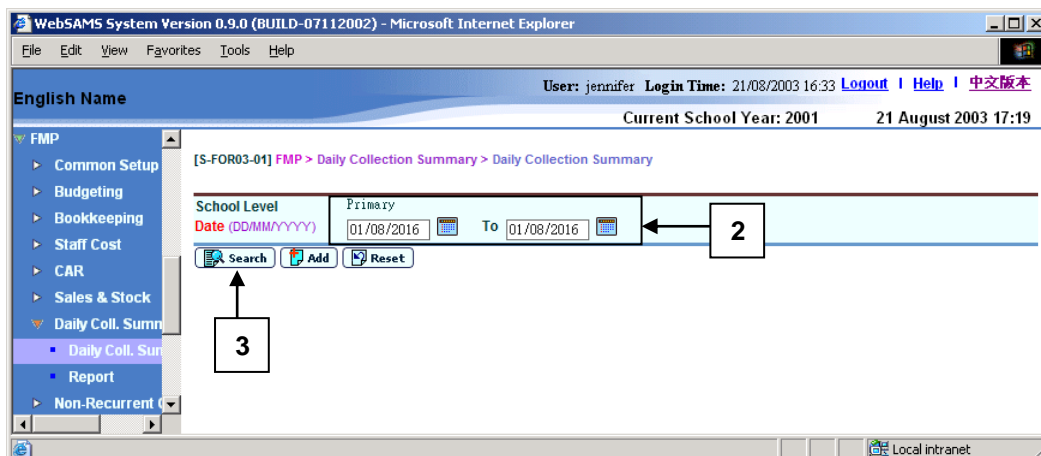 WebSAMS System Version 0.9.0 (BUILD-07112002) - Microsoft Internet Explorer
File Edit View Favorites Tools Help
User: jennifer Login Time: 21/08/2003 16:33 Logout | Help | 中文版本
English Name
Current School Year: 2001 21 August 2003 17:19
FMP
Common Setup
[S-FOR03-01] FMP > Daily Collection Summary > Daily Collection Summary
Budgeting
Bookkeeping
Staff Cost
CAR
Sales & Stock
Daily Coll. Summ
Daily Coll. Sun
Report
Non-Recurrent
School Level Primary
Date (DD/MM/YYYY) 01/08/2016 To 01/08/2016
2
Search Add Reset
3
Local intranet